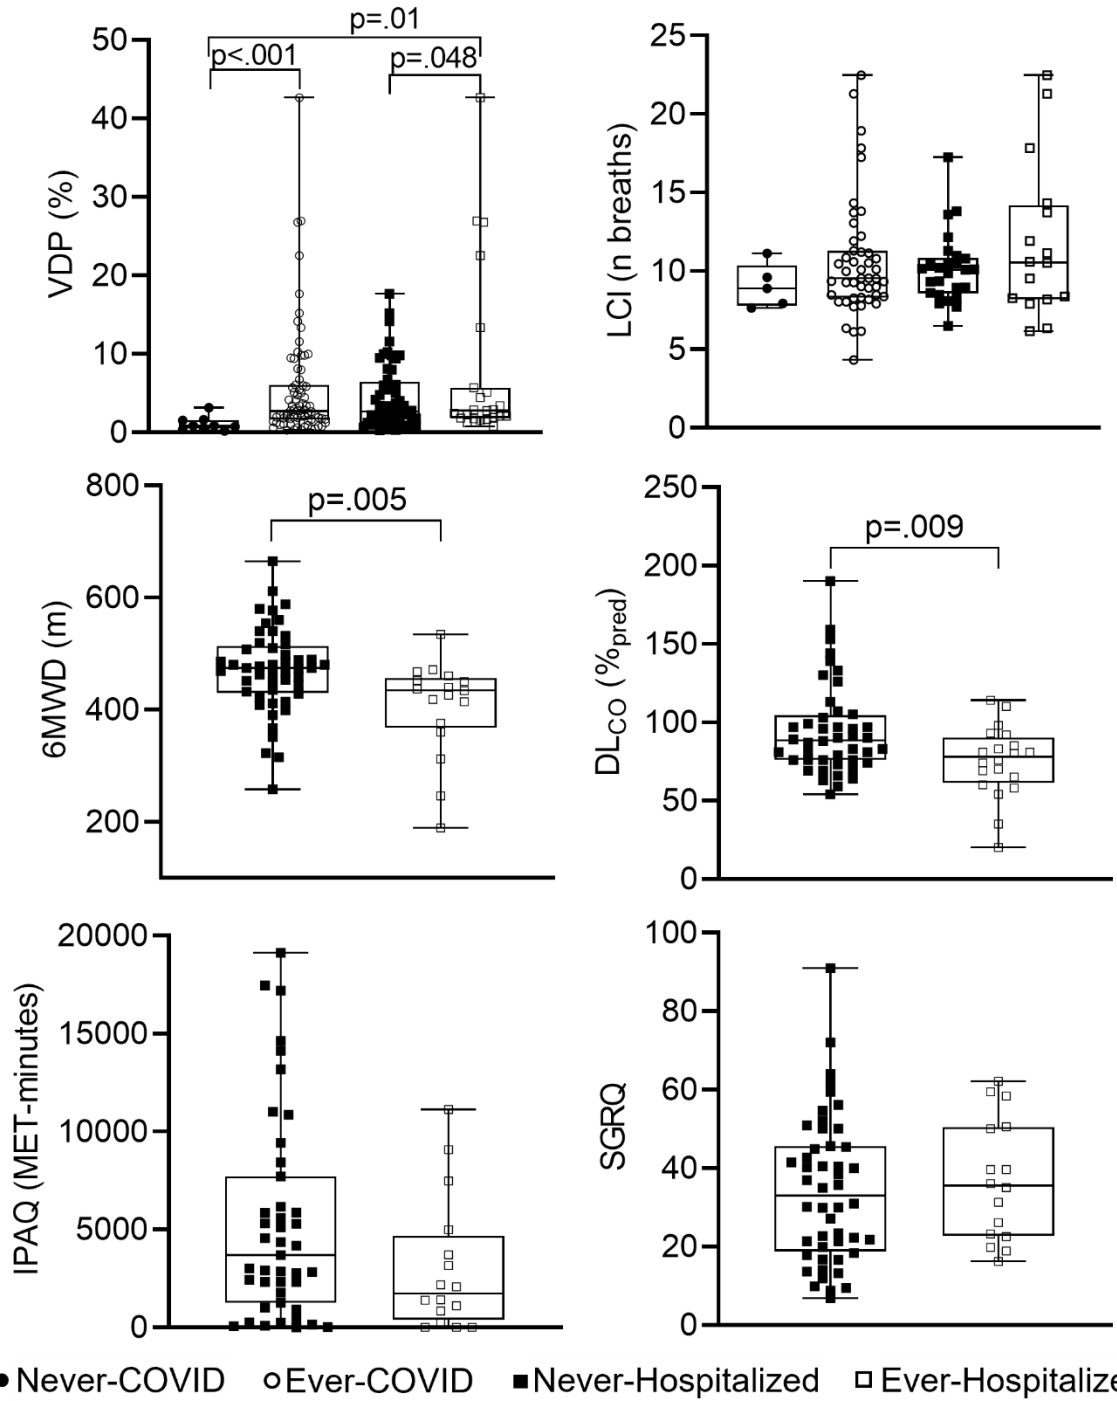 p=.01
p<.001
p=.048
50
40
30
20
10
0
VDP (%)
25
20
15
10
5
0
LCI (n breaths)
p=.005
800
600
400
200
6MWD (m)
p=.009
250
200
150
100
50
0
DLCO (%pred)
20000
15000
10000
5000
0
IPAQ (MET-minutes)
100
80
60
40
20
0
SGRQ
Never-COVID Ever-COVID Never-Hospitalized Ever-Hospitalize